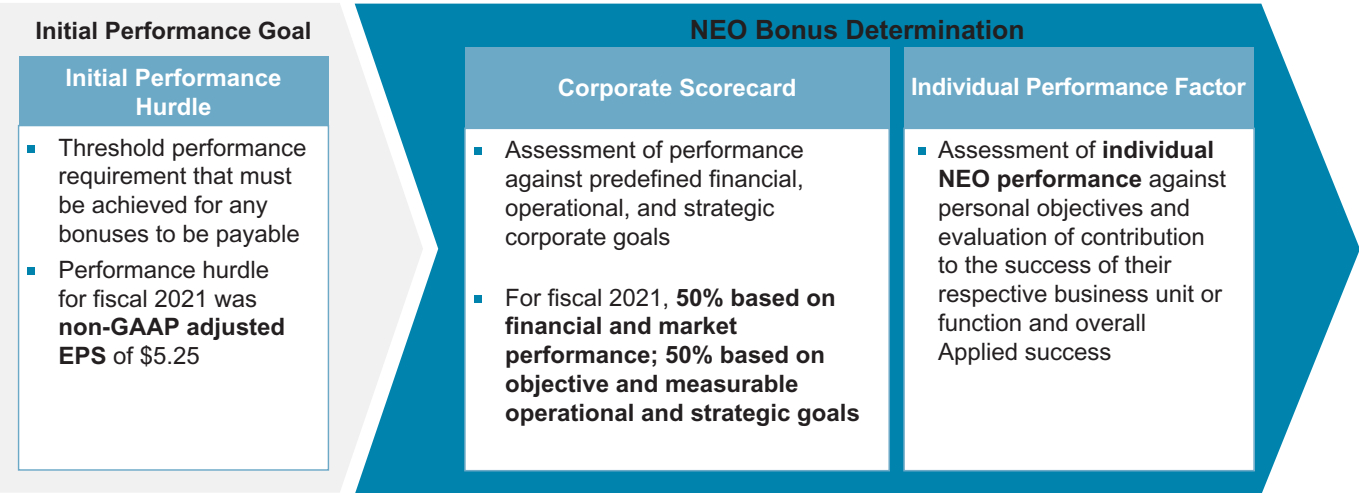 Initial Performance Goal
Initial Performance
Hurdle
▪ Threshold performance
requirement that must
be achieved for any
bonuses to be payable
▪ Performance hurdle
for fiscal 2021 was
non-GAAP adjusted
EPS of $5.25
NEO Bonus Determination
Corporate Scorecard
▪ Assessment of performance
against predefined financial,
operational, and strategic
corporate goals
▪ For fiscal 2021, 50% based on
financial and market
performance; 50% based on
objective and measurable
operational and strategic goals
Individual Performance Factor
▪ Assessment of individual
NEO performance against
personal objectives and
evaluation of contribution
to the success of their
respective business unit or
function and overall
Applied success